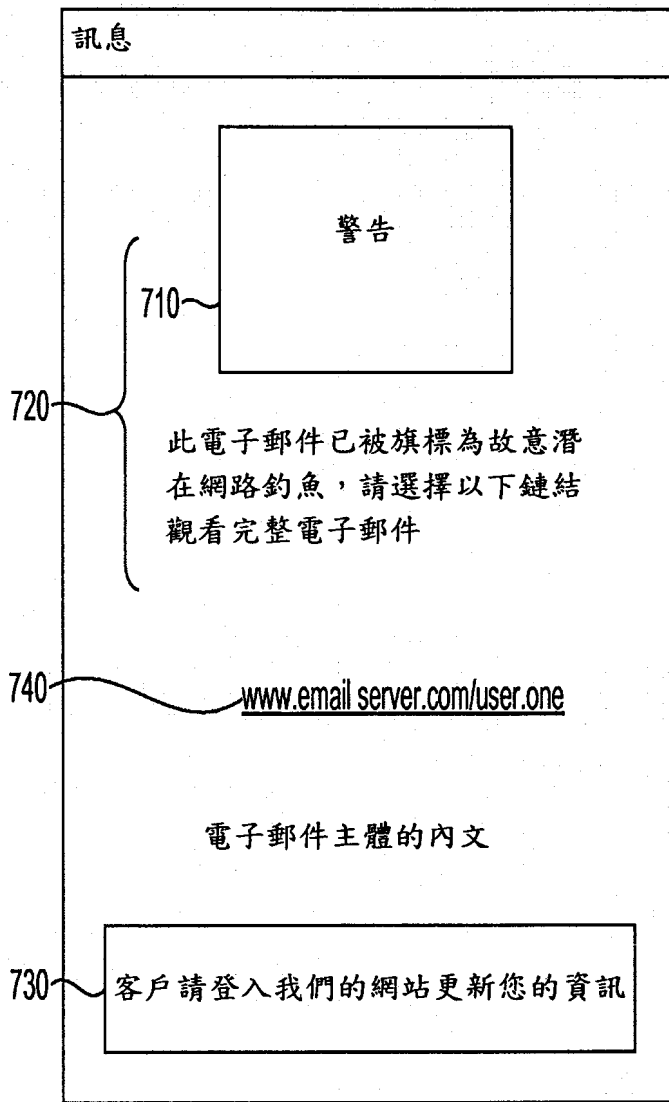 訊息
警告
710
720
此電子郵件已被旗標為故意潛
在網路釣魚，請選擇以下鏈結
觀看完整電子郵件
740
www.email server.com/user.one
電子郵件主體的內文
730
客戶請登入我們的網站更新您的資訊